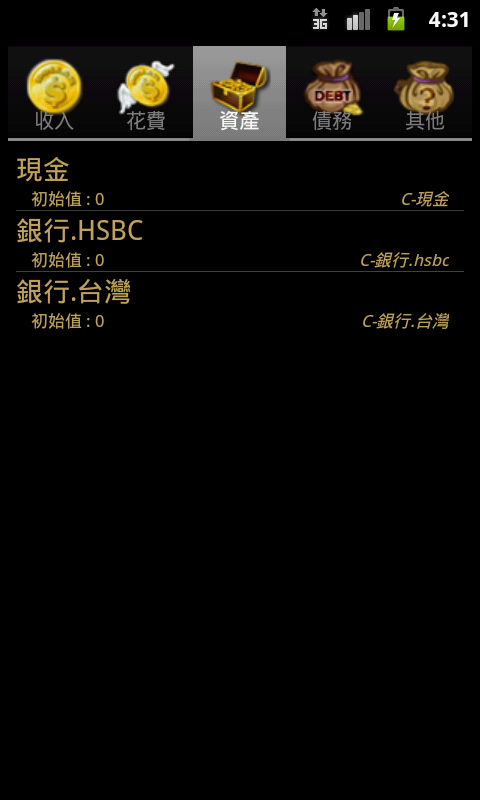 3G 4:31
DEBT ?
收入 花費 資產 債務 其他
現金
初始值 : 0 C-現金
銀行.HSBC
初始值 : 0 C-銀行.hsbc
銀行.台灣
初始值 : 0 C-銀行.台灣